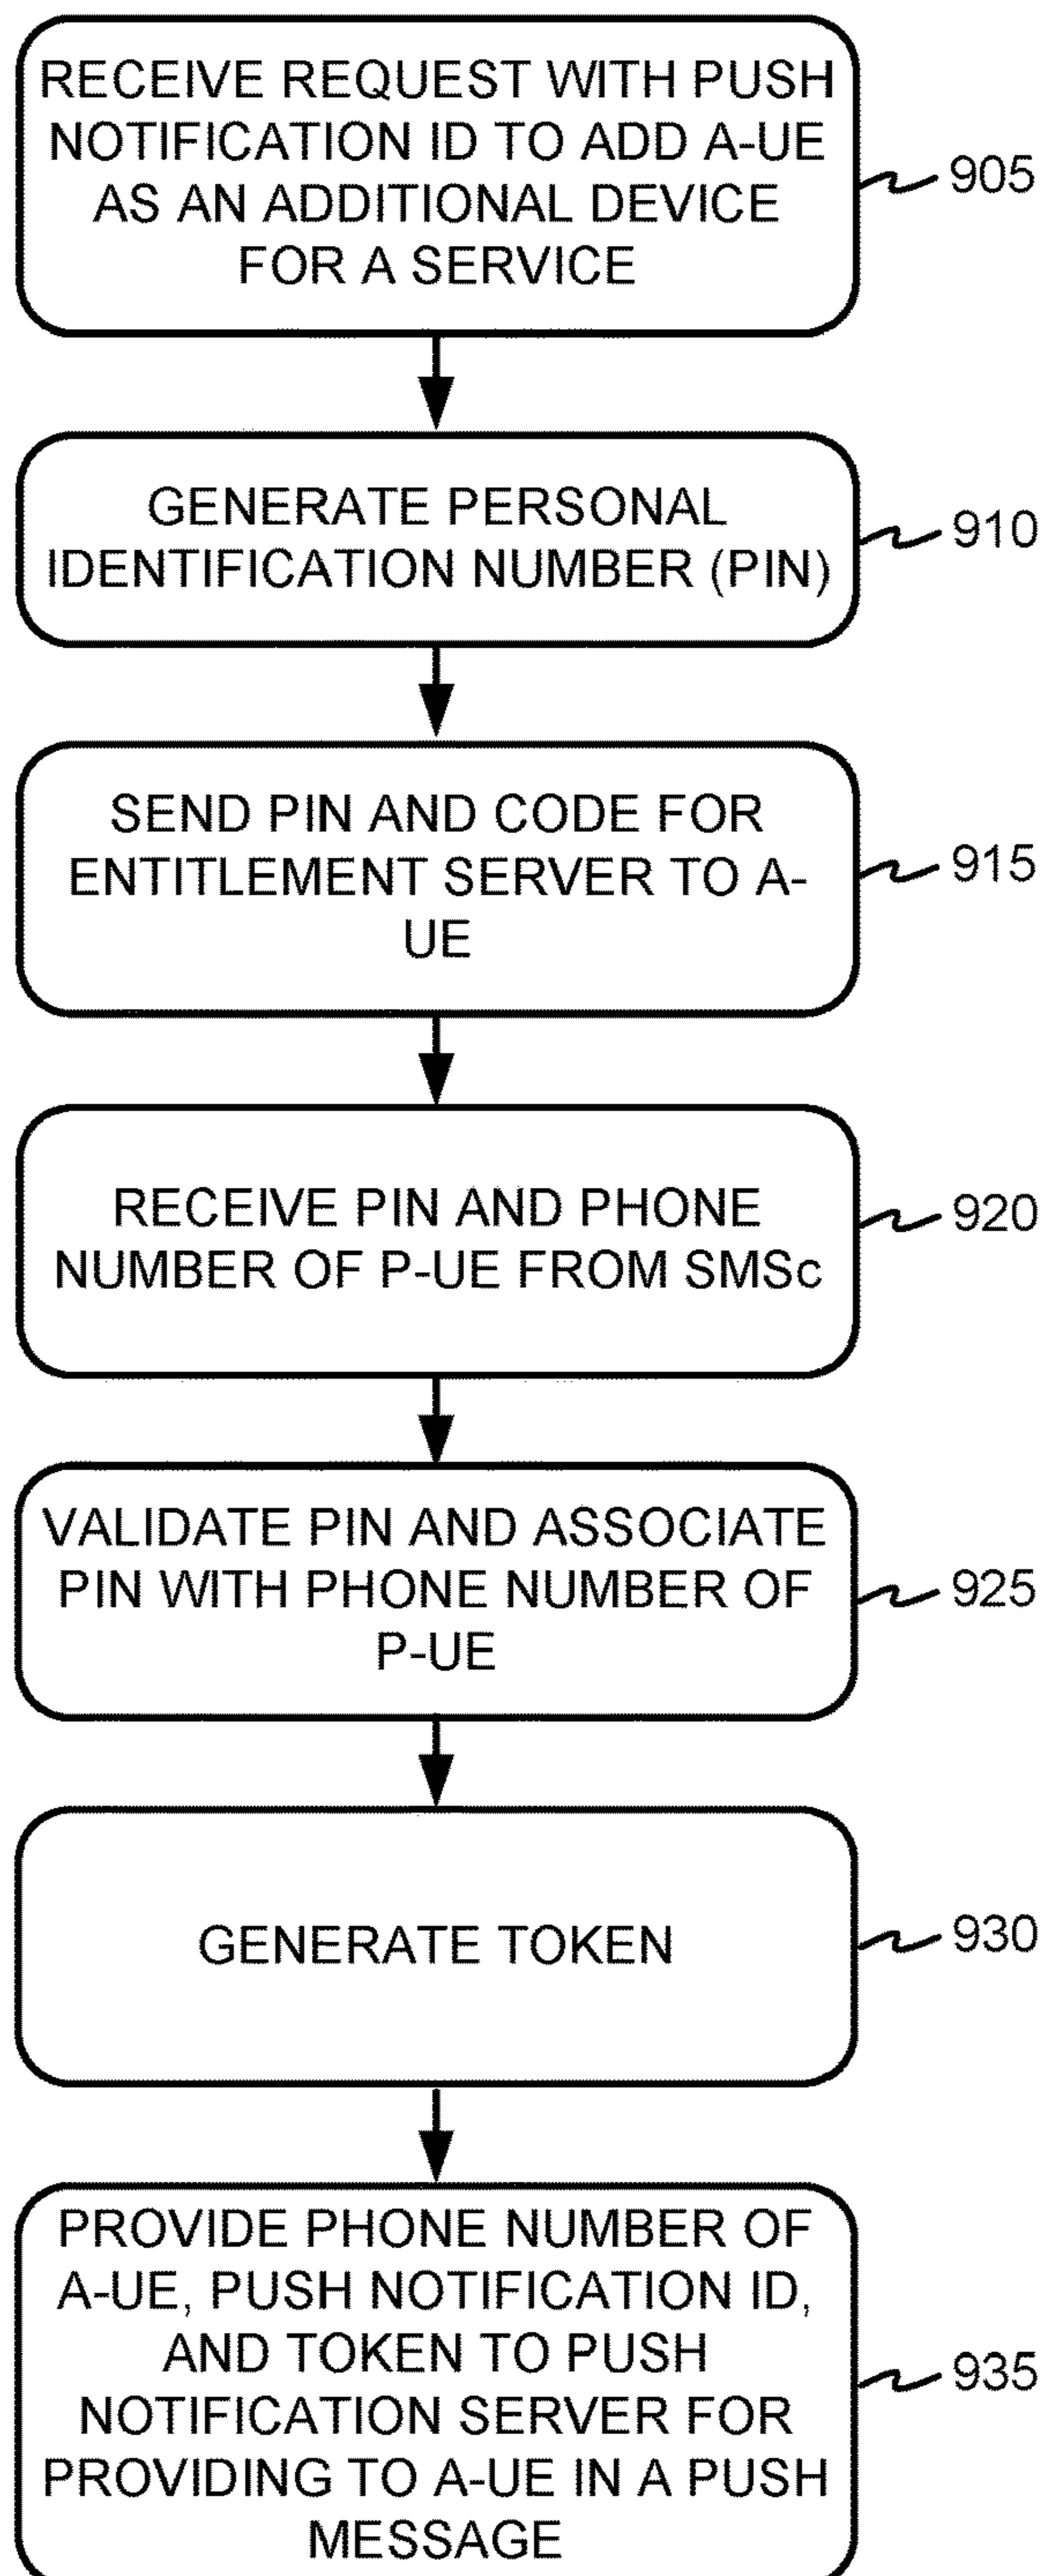 RECEIVE REQUEST WITH PUSH
NOTIFICATION ID TO ADD A-UE
AS AN ADDITIONAL DEVICE
FOR A SERVICE
905
GENERATE PERSONAL
IDENTIFICATION NUMBER (PIN)
910
SEND PIN AND CODE FOR
ENTITLEMENT SERVER TO A-
UE
915
RECEIVE PIN AND PHONE
NUMBER OF P-UE FROM SMSc
920
VALIDATE PIN AND ASSOCIATE
PIN WITH PHONE NUMBER OF
P-UE
925
GENERATE TOKEN
930
PROVIDE PHONE NUMBER OF
A-UE, PUSH NOTIFICATION ID,
AND TOKEN TO PUSH
NOTIFICATION SERVER FOR
PROVIDING TO A-UE IN A PUSH
MESSAGE
935